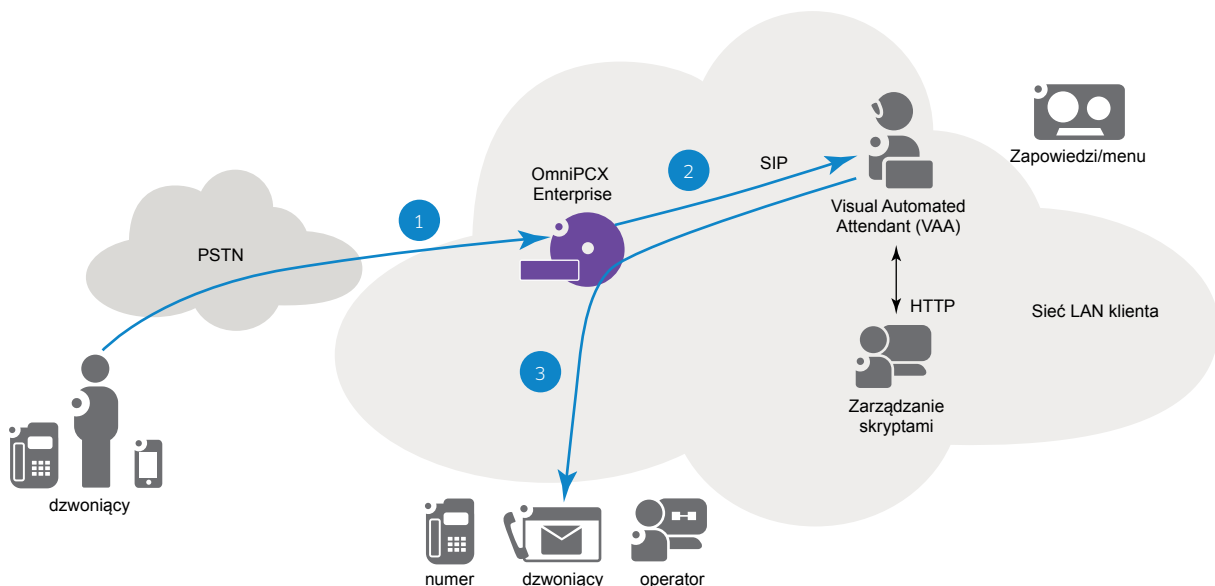 OmniPCX
Enterprise
1
2
SIP
Zapowiedzi/menu
Visual Automated
Attendant (VAA)
PSTN
HTTP
Sieć LAN klienta
3
Zarządzanie
skryptami
dzwoniący
numer
dzwoniący
operator